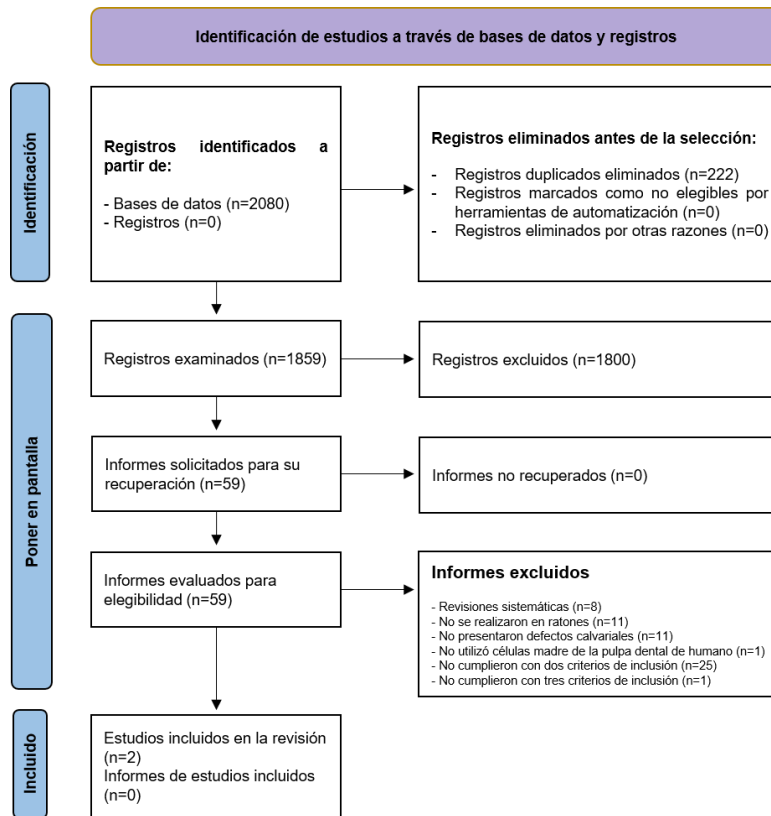 Identificación de estudios a través de bases de datos y registros
Identificación
Registros identificados a
partir de:
- Bases de datos (n=2080)
- Registros (n=0)
Registros eliminados antes de la selección:
- Registros duplicados eliminados (n=222)
- Registros marcados como no elegibles por
herramientas de automatización (n=0)
- Registros eliminados por otras razones (n=0)
Poner en pantalla
Registros examinados (n=1859)
Registros excluidos (n=1800)
Informes solicitados para su
recuperación (n=59)
Informes no recuperados (n=0)
Informes evaluados para
elegibilidad (n=59)
Informes excluidos
- Revisiones sistemáticas (n=8)
- No se realizaron en ratones (n=11)
- No presentaron defectos calvariales (n=11)
- No utilizó células madre de la pulpa dental de humano (n=1)
- No cumplieron con dos criterios de inclusión (n=25)
- No cumplieron con tres criterios de inclusión (n=1)
Incluido
Estudios incluidos en la revisión
(n=2)
Informes de estudios incluidos
(n=0)